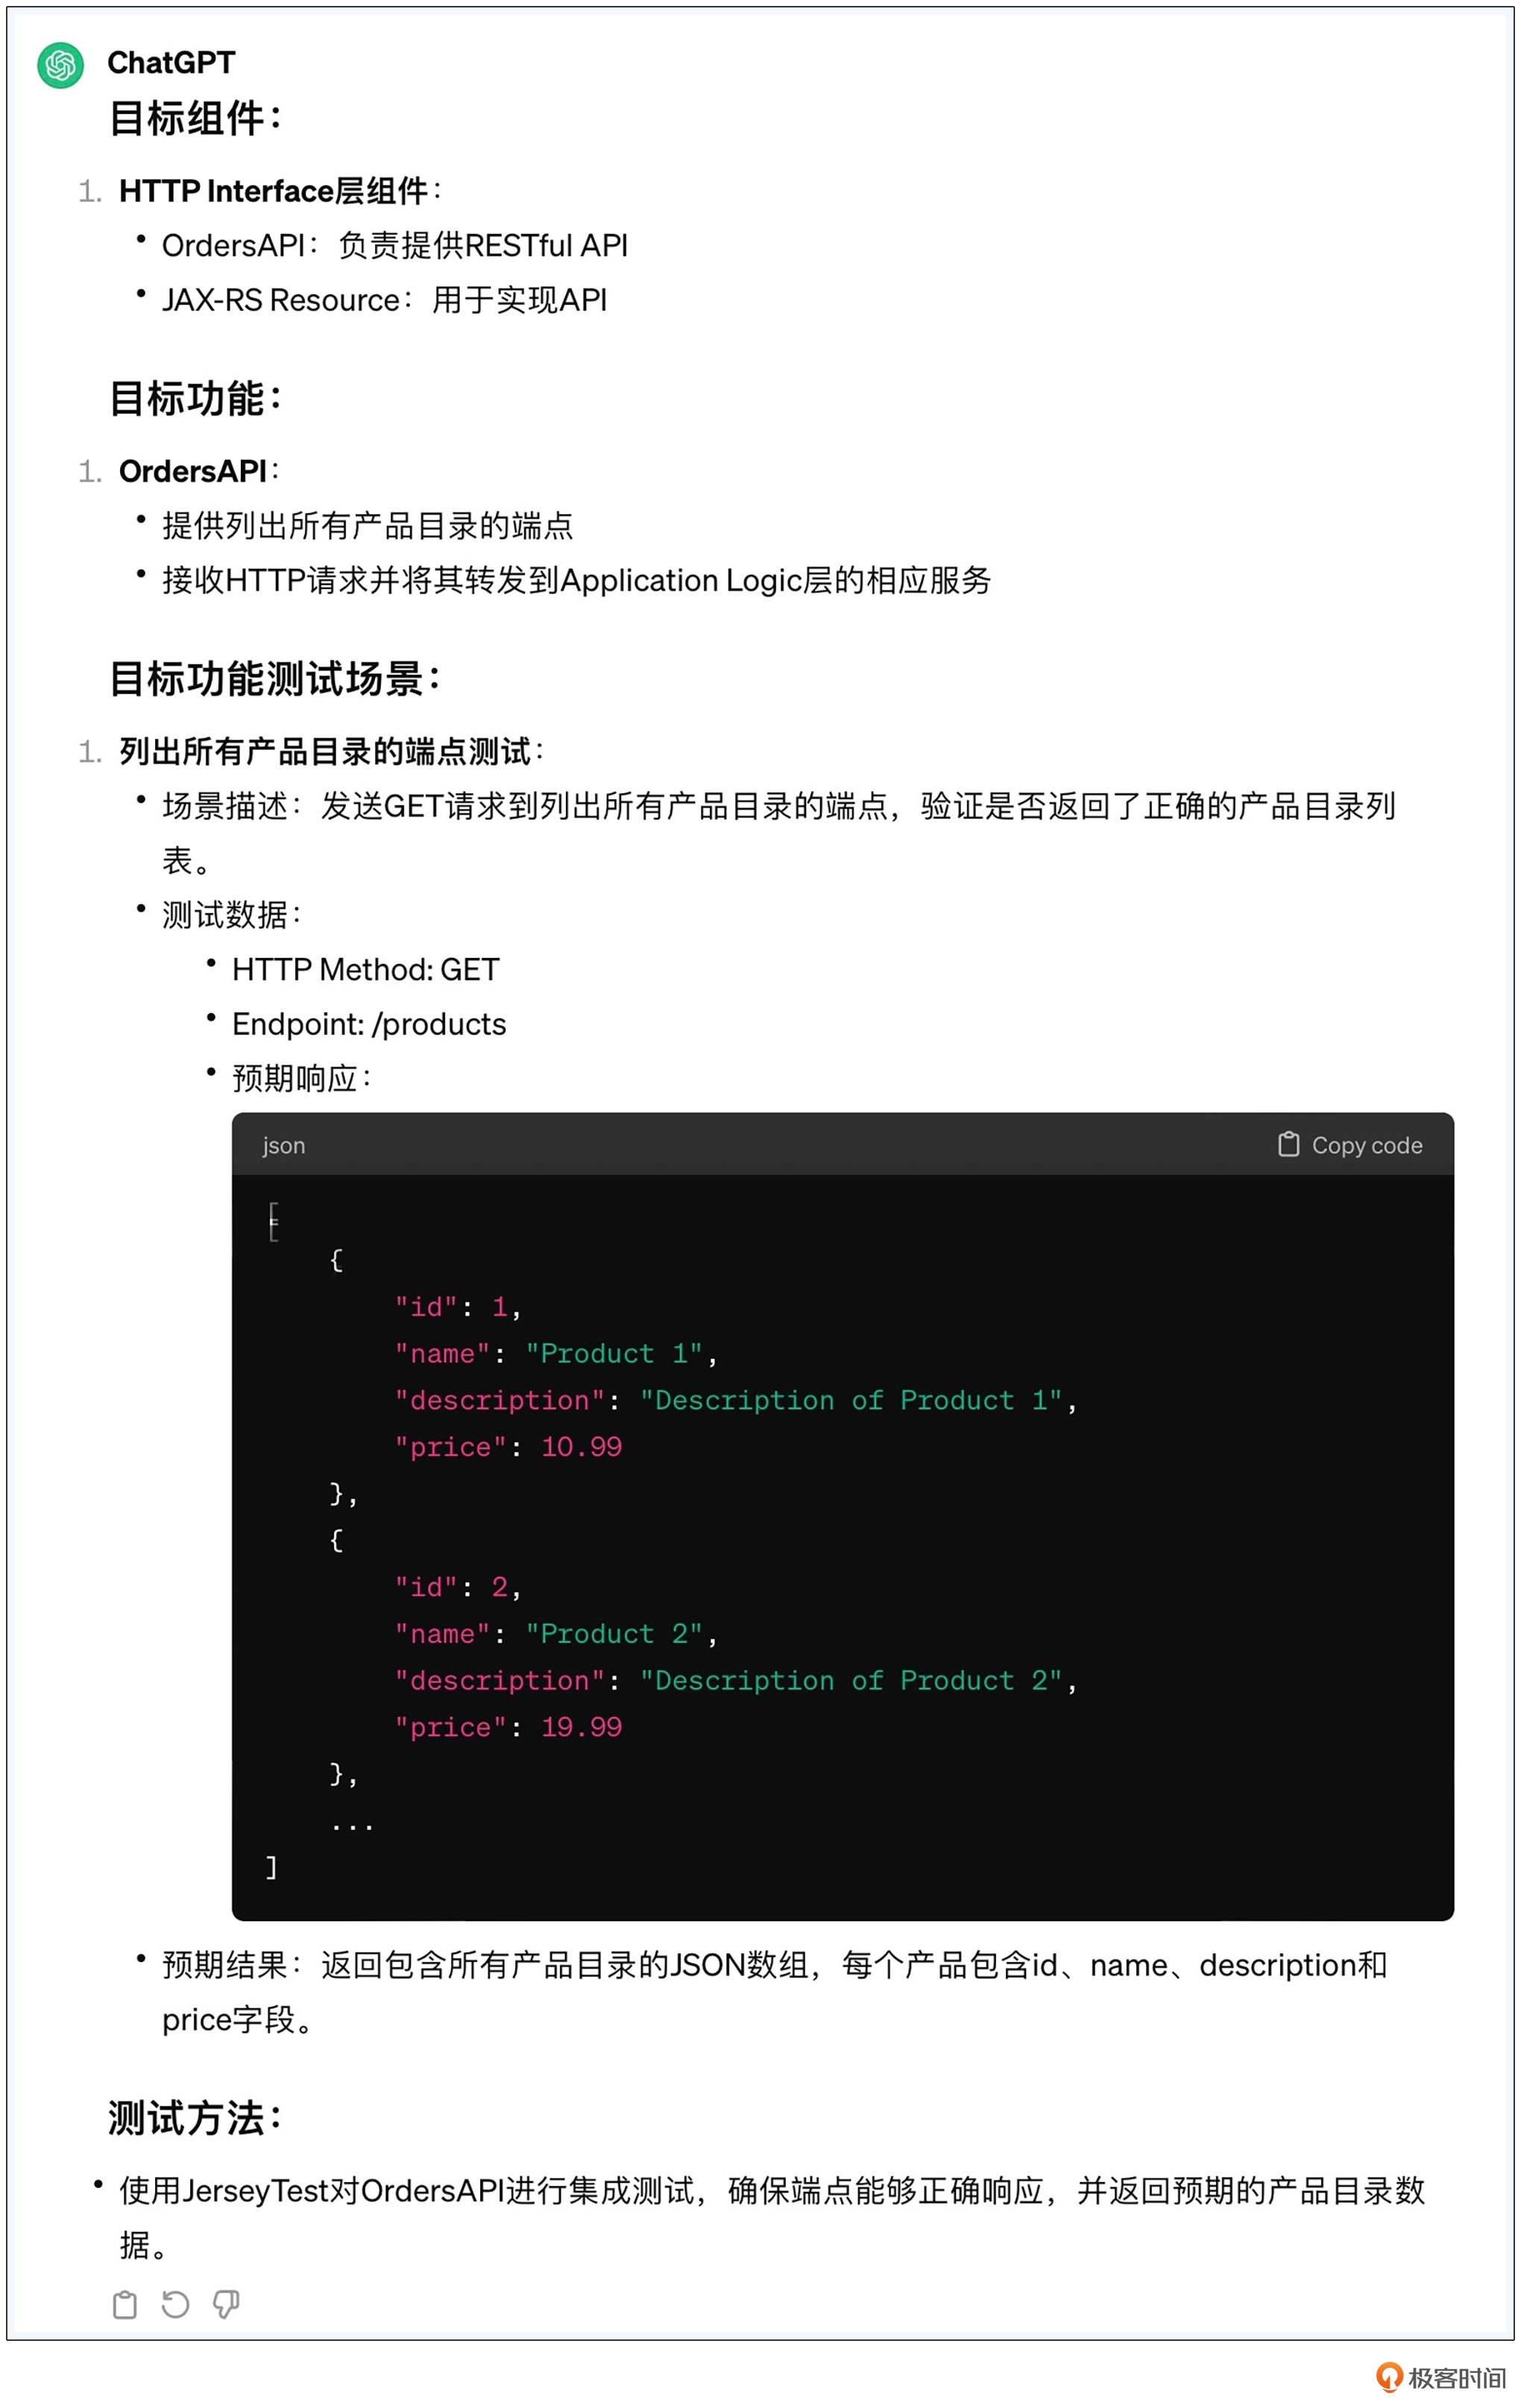 ChatGPT
目标组件：
1. HTTP Interface层组件：
• OrdersAPI：负责提供RESTful API
• JAX-RS Resource：用于实现API
目标功能：
1. OrdersAPI：
• 提供列出所有产品目录的端点
• 接收HTTP请求并将其转发到Application Logic层的相应服务
目标功能测试场景：
1. 列出所有产品目录的端点测试：
• 场景描述：发送GET请求到列出所有产品目录的端点，验证是否返回了正确的产品目录列
表。
• 测试数据：
• HTTP Method: GET
• Endpoint: /products
• 预期响应：
json Copy code
[
{
"id": 1,
"name": "Product 1",
"description": "Description of Product 1",
"price": 10.99
},
{
"id": 2,
"name": "Product 2",
"description": "Description of Product 2",
"price": 19.99
},
...
]
• 预期结果：返回包含所有产品目录的JSON数组，每个产品包含id、name、description和
price字段。
测试方法：
• 使用JerseyTest对OrdersAPI进行集成测试，确保端点能够正确响应，并返回预期的产品目录数
据。
极客时间